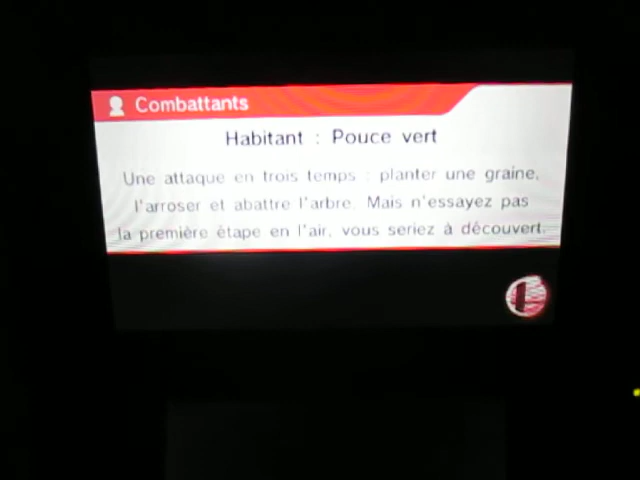 Combattants
Habitant : Pouce vert
Une attaque en trois temps : planter une graine,
l'arroser et abattre l'arbre. Mais n'essayez pas
la première étape en l'air, vous seriez à découvert.